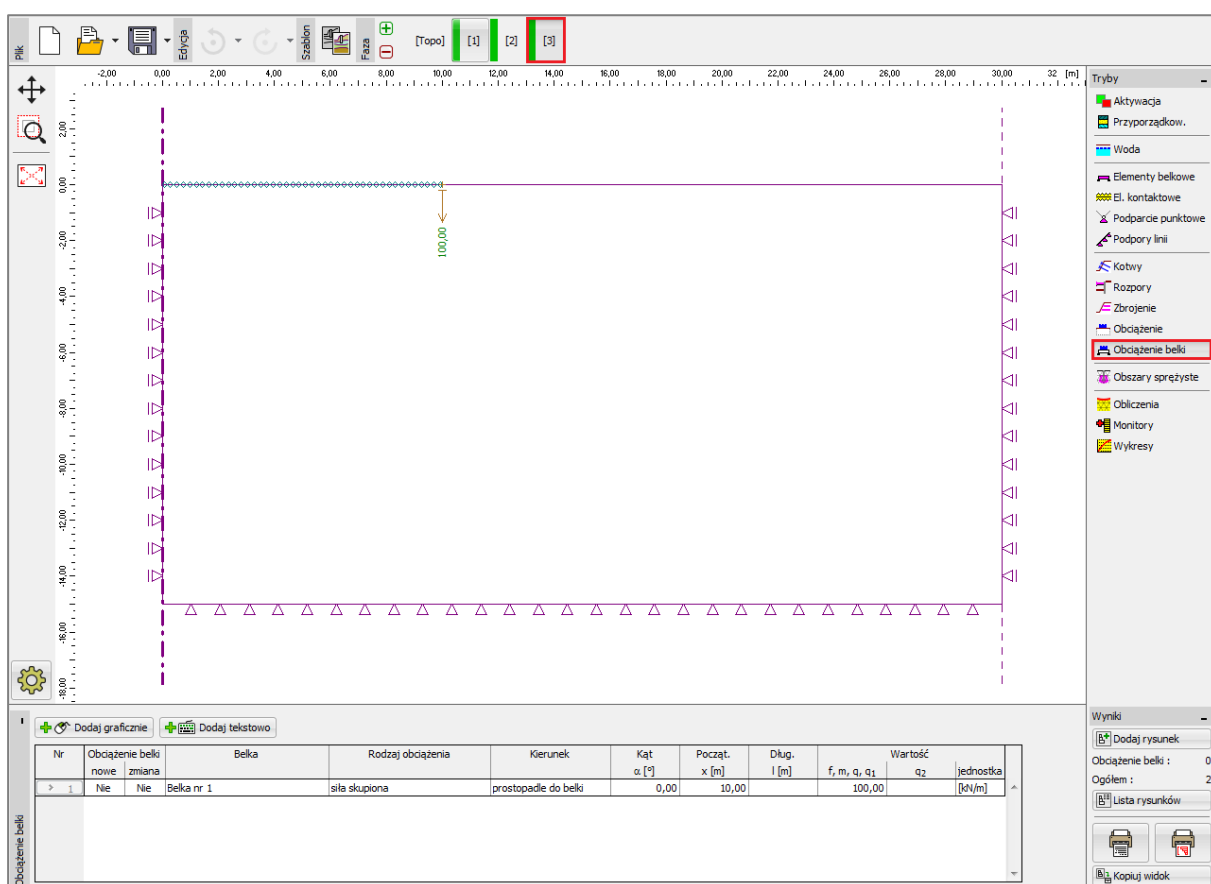 Plik
Edycja
Szablon
Faza
[Topo] [1] [2] [3]
-2,00 0,00 2,00 4,00 6,00 8,00 10,00 12,00 14,00 16,00 18,00 20,00 22,00 24,00 26,00 28,00 30,00 32 [m]
2,00
0,00
-2,00
-4,00
-6,00
-8,00
-10,00
-12,00
-14,00
-16,00
-18,00
100,00
Tryby
Aktywacja
Przyporządkow.
Woda
Elementy belkowe
El. kontaktowe
Podparcie punktowe
Podpory linii
Kotwy
Rozpory
Zbrojenie
Obciążenie
Obciążenie belki
Obszary sprężyste
Obliczenia
Monitory
Wykresy
Obciążenie belki
Dodaj graficznie Dodaj tekstowo
Nr Obciążenie belki Belka Rodzaj obciążenia Kierunek Kąt Począt. Dług. Wartość
nowe zmiana α [°] x [m] l [m] f, m, q, q1 q2 jednostka
> 1 Nie Nie Belka nr 1 siła skupiona prostopadle do belki 0,00 10,00 100,00 [kN/m]
Wyniki
Dodaj rysunek
Obciążenie belki : 0
Ogółem : 2
Lista rysunków
Kopiuj widok